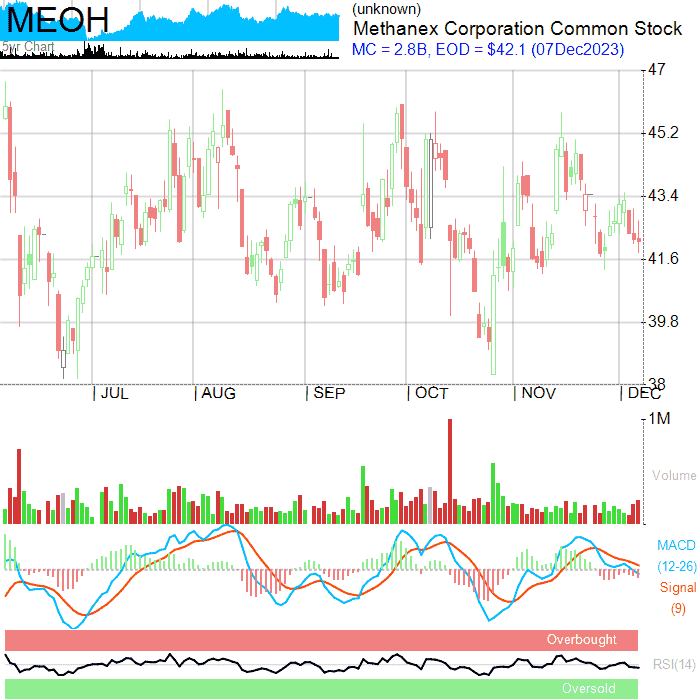 MEOH
5yr Chart
(unknown)
Methanex Corporation Common Stock
MC = 2.8B, EOD = $42.1 (07Dec2023)
47
45.2
43.4
41.6
39.8
38
JUL AUG SEP OCT NOV DEC
1M
Volume
MACD
(12-26)
Signal
(9)
Overbought
RSI(14)
Oversold